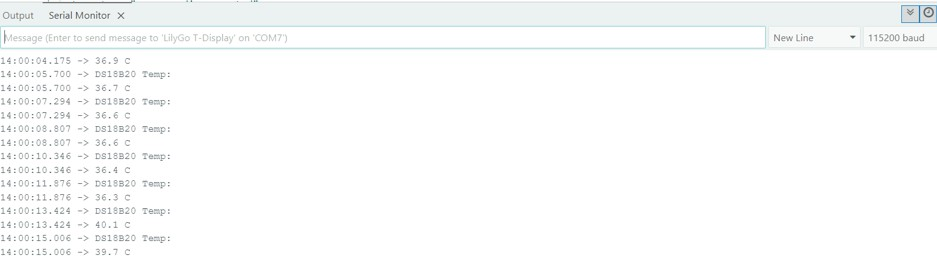 Output Serial Monitor
Message (Enter to send message to 'LilyGo T-Display' on 'COM7') New Line 115200 baud
14:00:04.175 -> 36.9 C
14:00:05.700 -> DS18B20 Temp:
14:00:05.700 -> 36.7 C
14:00:07.294 -> DS18B20 Temp:
14:00:07.294 -> 36.6 C
14:00:08.807 -> DS18B20 Temp:
14:00:08.807 -> 36.6 C
14:00:10.346 -> DS18B20 Temp:
14:00:10.346 -> 36.4 C
14:00:11.876 -> DS18B20 Temp:
14:00:11.876 -> 36.3 C
14:00:13.424 -> DS18B20 Temp:
14:00:13.424 -> 40.1 C
14:00:15.006 -> DS18B20 Temp:
14:00:15.006 -> 39.7 C